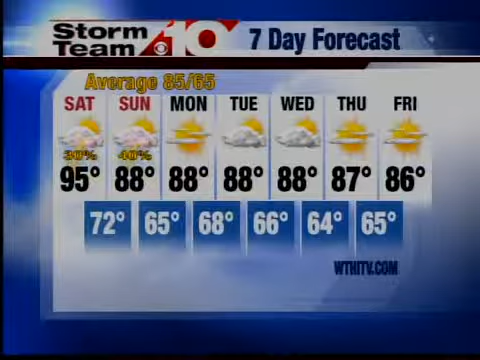 Storm Team 10 7 Day Forecast
Average 85/65
SAT SUN MON TUE WED THU FRI
30% 40%
95° 88° 88° 88° 88° 87° 86°
72° 65° 68° 66° 64° 65°
WTHITV.COM